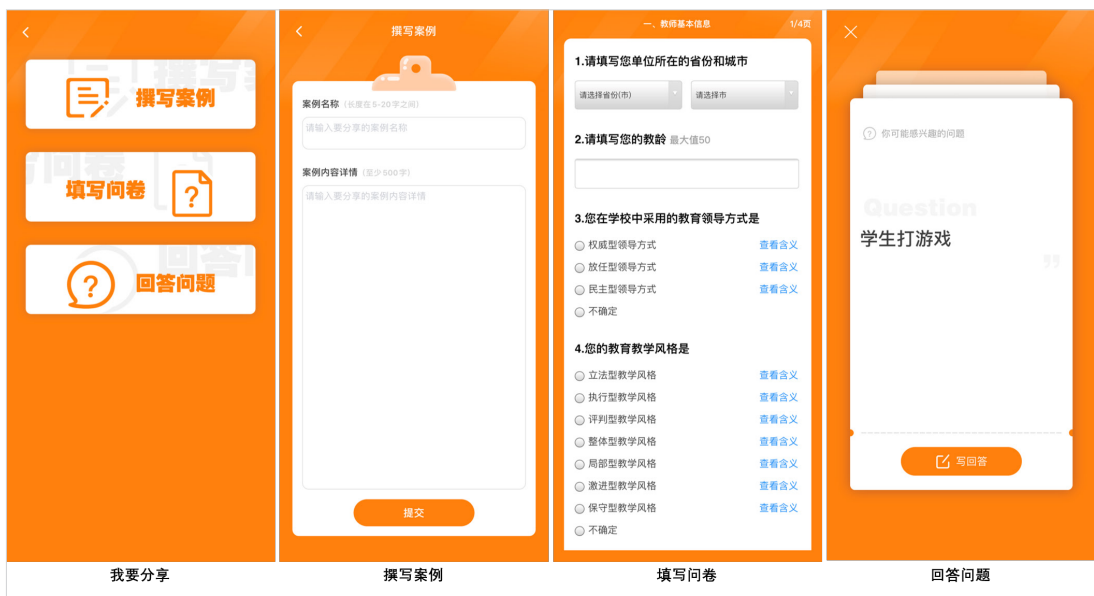 撰写案例
填写问卷
回答问题
我要分享
撰写案例
案例名称 (长度在5-20字之间)
请输入要分享的案例名称
案例内容详情 (至少500字)
请输入要分享的案例内容详情
提交
撰写案例
一、教师基本信息 1/4页
1.请填写您单位所在的省份和城市
请选择省份(市) 请选择市
2.请填写您的教龄 最大值50
3.您在学校中采用的教育领导方式是
权威型领导方式 查看含义
放任型领导方式 查看含义
民主型领导方式 查看含义
不确定
4.您的教育教学风格是
立法型教学风格 查看含义
执行型教学风格 查看含义
评判型教学风格 查看含义
整体型教学风格 查看含义
局部型教学风格 查看含义
激进型教学风格 查看含义
保守型教学风格 查看含义
不确定
填写问卷
? 你可能感兴趣的问题
Question
学生打游戏
写回答
回答问题